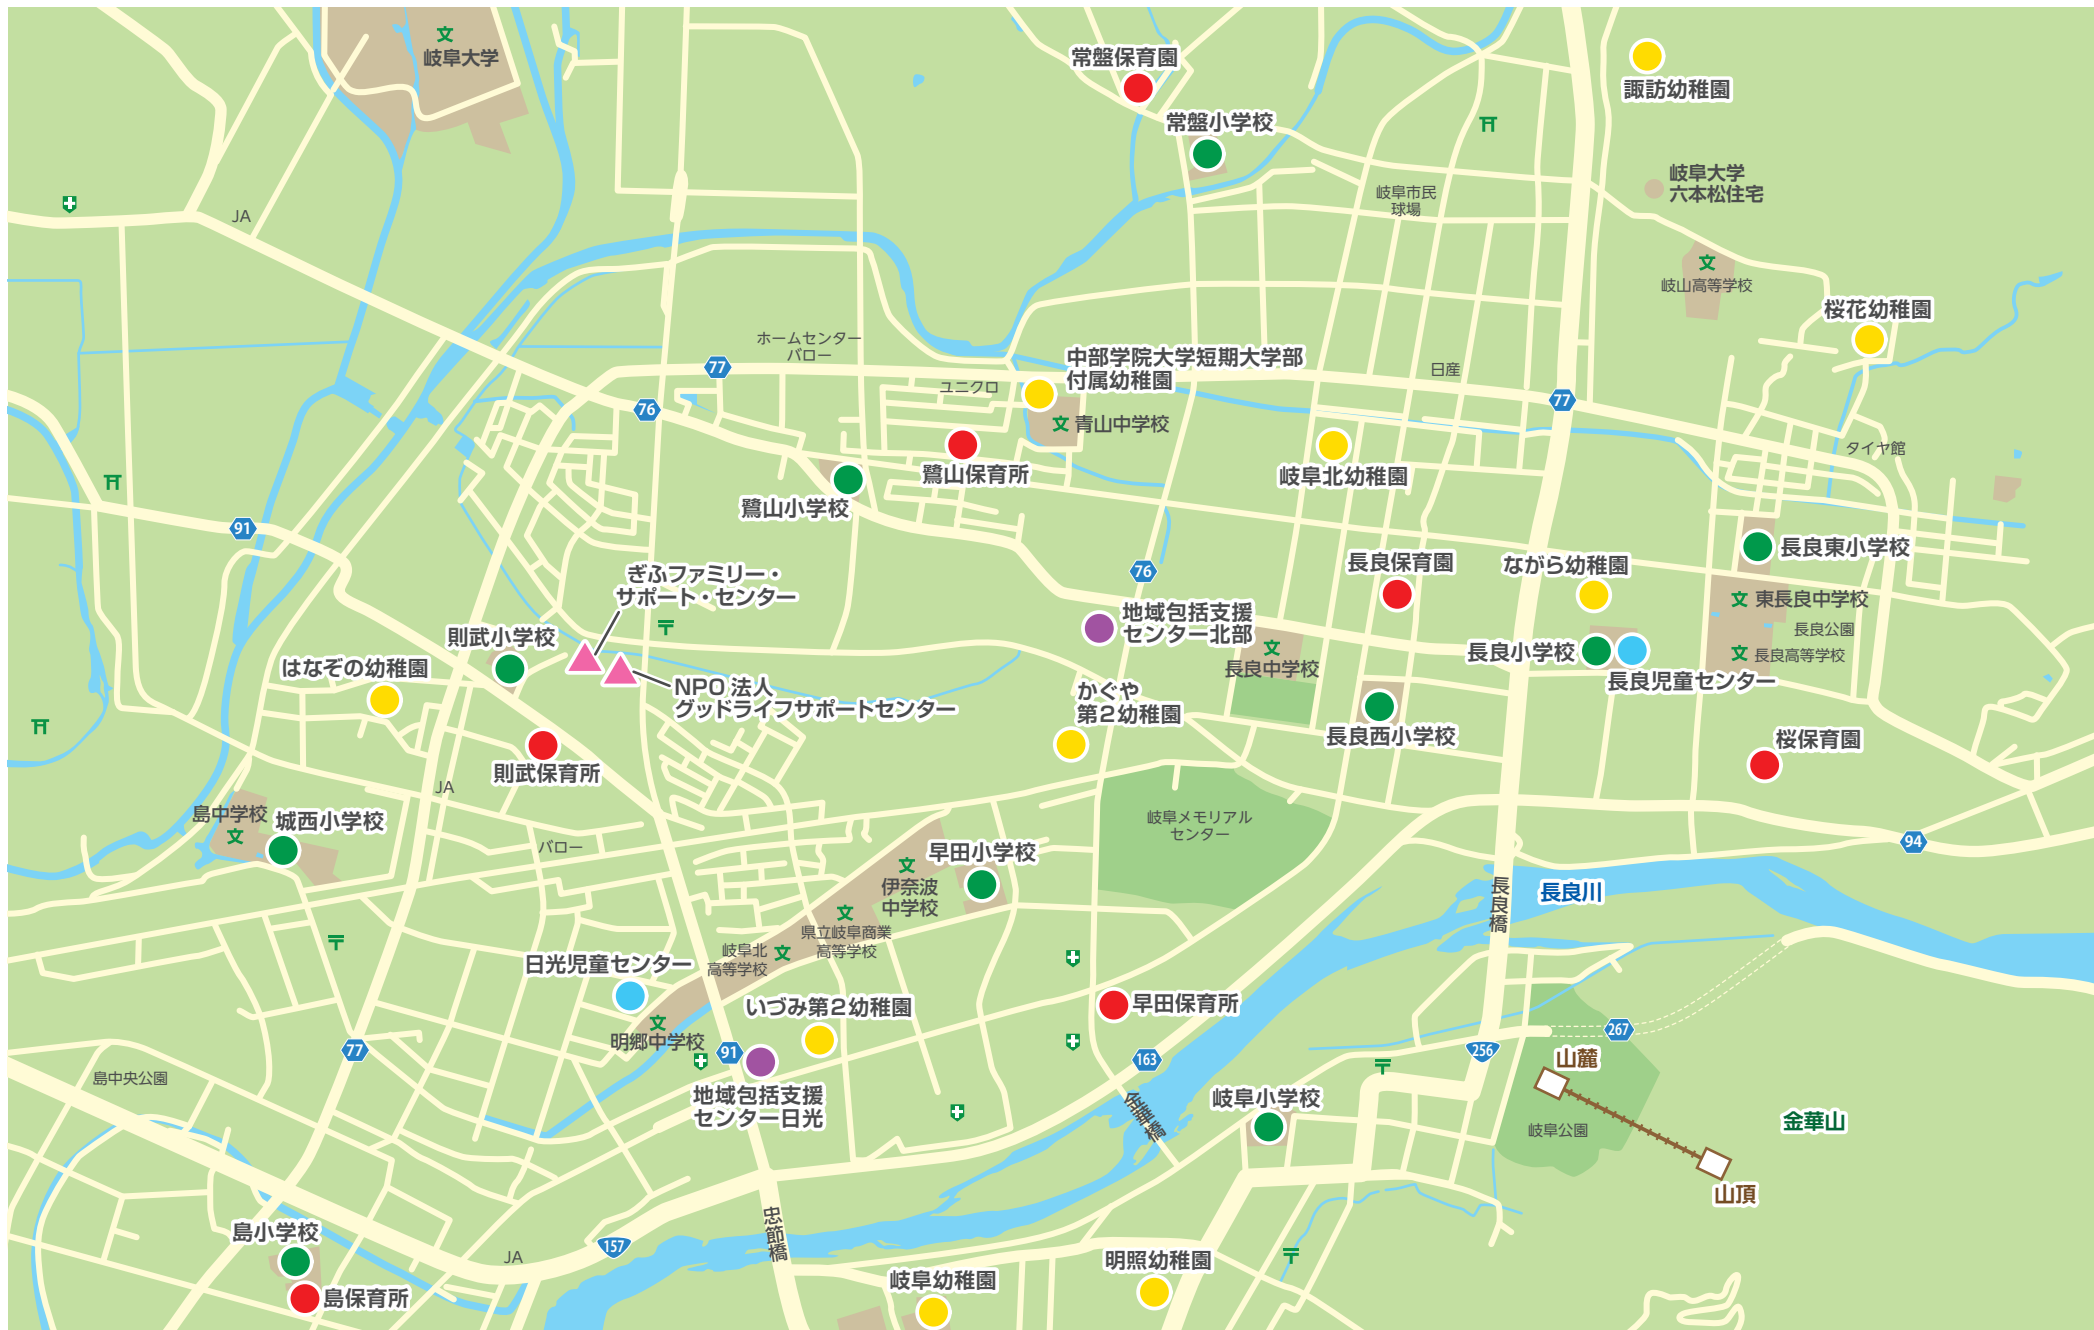 岐阜大学
常盤保育園
諏訪幼稚園
常盤小学校
岐阜大学
六本松住宅
岐阜市民
球場
JA
岐山高等学校
桜花幼稚園
ホームセンター
バロー
77
中部学院大学短期大学部
付属幼稚園
日産
ユニクロ
76
77
青山中学校
タイヤ館
鷺山保育所
岐阜北幼稚園
鷺山小学校
91
長良東小学校
長良保育園
ながら幼稚園
76
ぎふファミリー・
サポート・センター
東長良中学校
地域包括支援
センター北部
長良公園
則武小学校
長良小学校
長良高等学校
はなぞの幼稚園
長良中学校
長良児童センター
NPO 法人
グッドライフサポートセンター
かぐや
第2幼稚園
長良西小学校
桜保育園
則武保育所
JA
島中学校
城西小学校
岐阜メモリアル
センター
94
バロー
早田小学校
伊奈波
中学校
長良川
長良橋
県立岐阜商業
高等学校
岐阜北
高等学校
日光児童センター
いづみ第2幼稚園
早田保育所
267
明郷中学校
77
91
163
256
山麓
島中央公園
地域包括支援
センター日光
金華橋
岐阜小学校
岐阜公園
金華山
山頂
島小学校
忠節橋
157
JA
明照幼稚園
岐阜幼稚園
島保育所